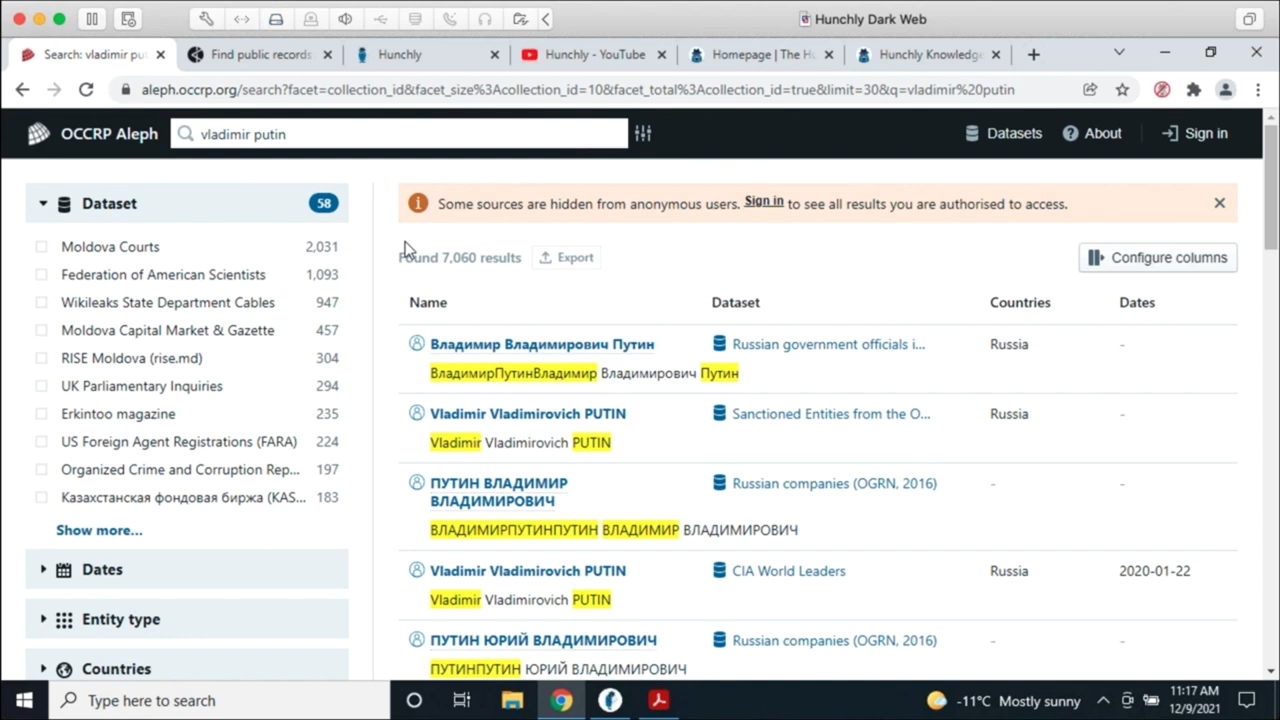 Hunchly Dark Web
Search: vladimir put
Find public records
Hunchly
Hunchly - YouTube
Homepage | The Hu
Hunchly Knowledge
aleph.occrp.org/search?facet=collection_id&facet_size%3Acollection_id=10&facet_total%3Acollection_id=true&limit=30&q=vladimir%20putin
OCCRP Aleph
vladimir putin
Datasets
About
Sign in
Dataset
58
Moldova Courts 2,031
Federation of American Scientists 1,093
Wikileaks State Department Cables 947
Moldova Capital Market & Gazette 457
RISE Moldova (rise.md) 304
UK Parliamentary Inquiries 294
Erkintoo magazine 235
US Foreign Agent Registrations (FARA) 224
Organized Crime and Corruption Rep... 197
Казахстанская фондовая биржа (KAS... 183
Show more...
Dates
Entity type
Countries
Some sources are hidden from anonymous users. Sign in to see all results you are authorised to access.
Found 7,060 results
Export
Configure columns
Name Dataset Countries Dates
Владимир Владимирович Путин Russian government officials i... Russia -
ВладимирПутинВладимир Владимирович Путин
Vladimir Vladimirovich PUTIN Sanctioned Entities from the O... Russia -
Vladimir Vladimirovich PUTIN
ПУТИН ВЛАДИМИР Russian companies (OGRN, 2016) - -
ВЛАДИМИРОВИЧ
ВЛАДИМИРПУТИНПУТИН ВЛАДИМИР ВЛАДИМИРОВИЧ
Vladimir Vladimirovich PUTIN CIA World Leaders Russia 2020-01-22
Vladimir Vladimirovich PUTIN
ПУТИН ЮРИЙ ВЛАДИМИРОВИЧ Russian companies (OGRN, 2016) - -
ПУТИНПУТИН ЮРИЙ ВЛАДИМИРОВИЧ
Type here to search
-11°C Mostly sunny
11:17 AM
12/9/2021